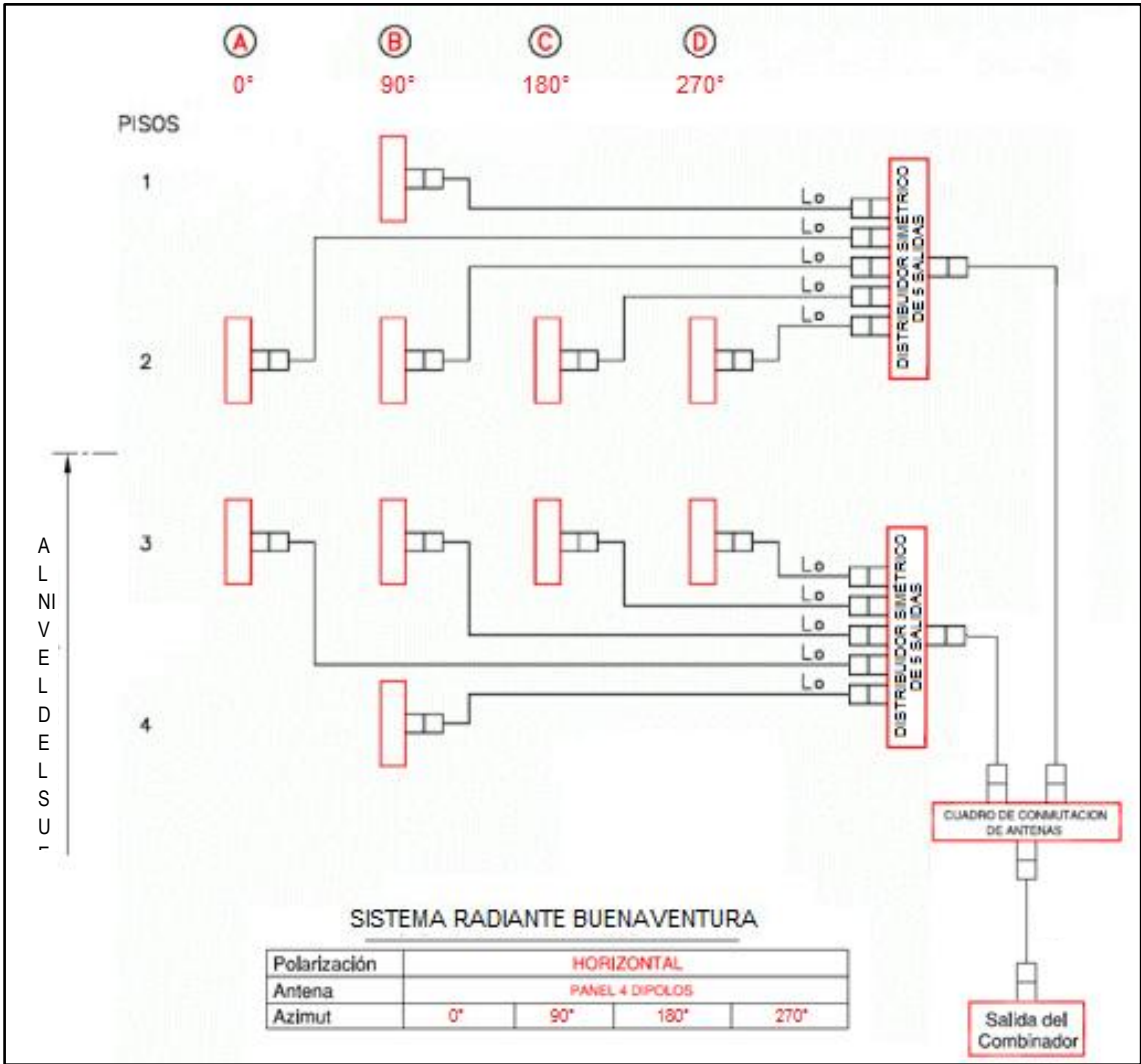 A B C D
0° 90° 180° 270°
PISOS
1
Lo
Lo
Lo
Lo
Lo
DISTRIBUIDOR SIMÉTRICO
DE 5 SALIDAS
2
3
Lo
Lo
Lo
Lo
Lo
DISTRIBUIDOR SIMÉTRICO
DE 5 SALIDAS
4
A
L
NI
V
E
L
D
E
L
S
U
CUADRO DE CONMUTACION
DE ANTENAS
SISTEMA RADIANTE BUENAVENTURA
Polarización HORIZONTAL
Antena PANEL 4 DIPOLOS
Azimut 0° 90° 180° 270°
Salida del
Combinador